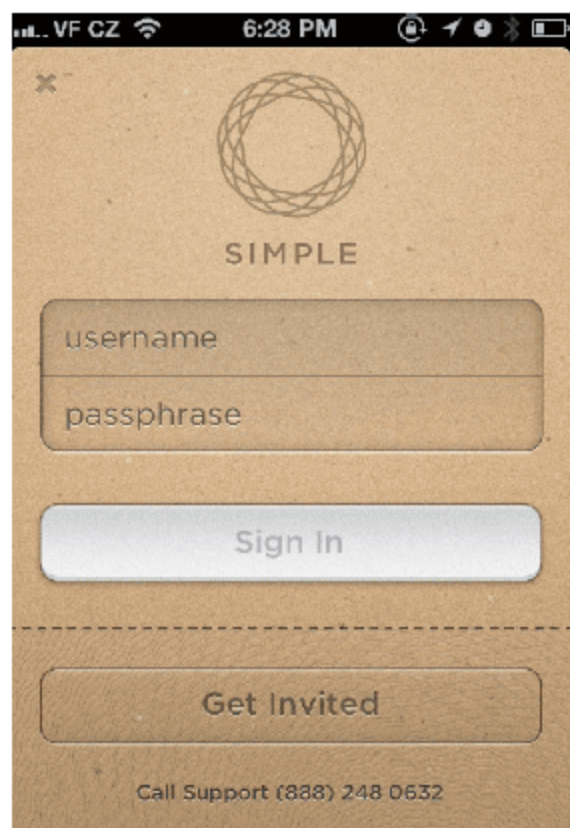 VF CZ 6:28 PM
SIMPLE
username
passphrase
Sign In
Get Invited
Call Support (888) 248 0632